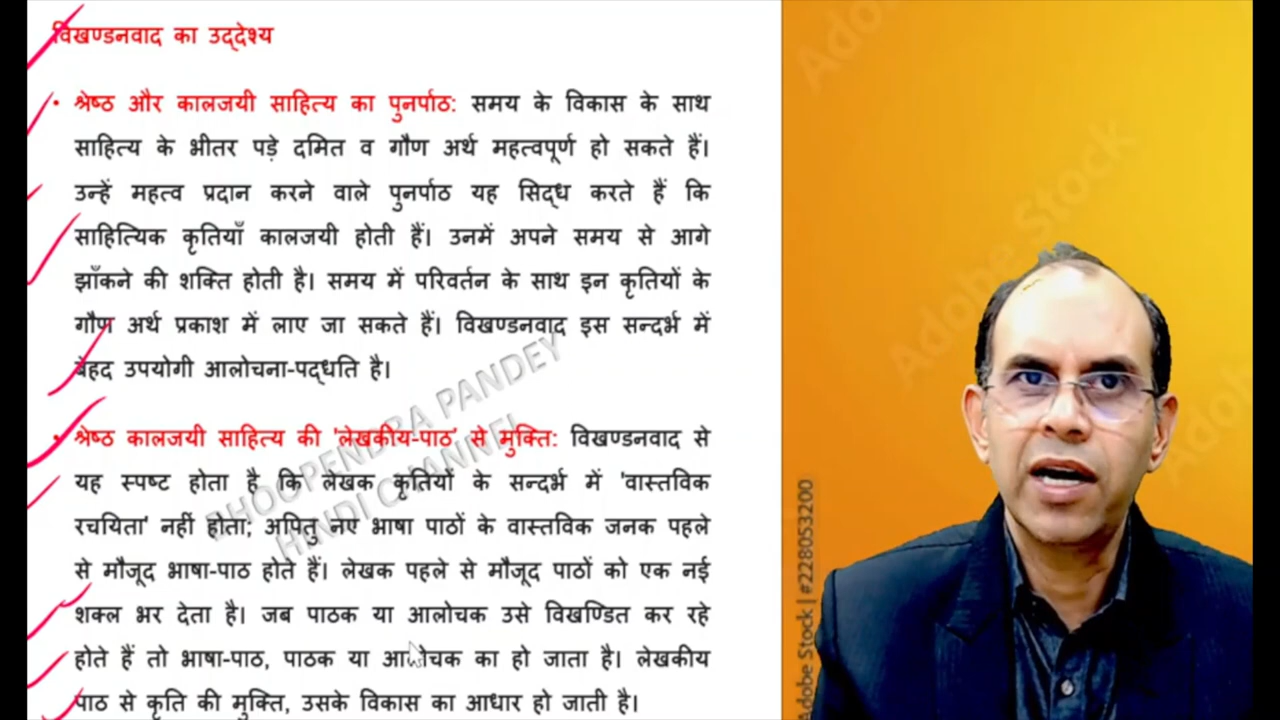 विखण्डनवाद का उद्देश्य
• श्रेष्ठ और कालजयी साहित्य का पुनर्पाठ: समय के विकास के साथ
साहित्य के भीतर पड़े दमित व गौण अर्थ महत्वपूर्ण हो सकते हैं।
उन्हें महत्व प्रदान करने वाले पुनर्पाठ यह सिद्ध करते हैं कि
साहित्यिक कृतियाँ कालजयी होती हैं। उनमें अपने समय से आगे
झाँकने की शक्ति होती है। समय में परिवर्तन के साथ इन कृतियों के
गौण अर्थ प्रकाश में लाए जा सकते हैं। विखण्डनवाद इस सन्दर्भ में
बेहद उपयोगी आलोचना-पद्धति है।
• श्रेष्ठ कालजयी साहित्य की 'लेखकीय-पाठ' से मुक्ति: विखण्डनवाद से
यह स्पष्ट होता है कि लेखक कृतियों के सन्दर्भ में 'वास्तविक
रचयिता' नहीं होता; अपितु नए भाषा पाठों के वास्तविक जनक पहले
से मौजूद भाषा-पाठ होते हैं। लेखक पहले से मौजूद पाठों को एक नई
शक्ल भर देता है। जब पाठक या आलोचक उसे विखण्डित कर रहे
होते हैं तो भाषा-पाठ, पाठक या आलोचक का हो जाता है। लेखकीय
पाठ से कृति की मुक्ति, उसके विकास का आधार हो जाती है।
BHOOPENDRA PANDEY
HINDI CHANNEL
Adobe Stock
Adobe Stock | #228053200